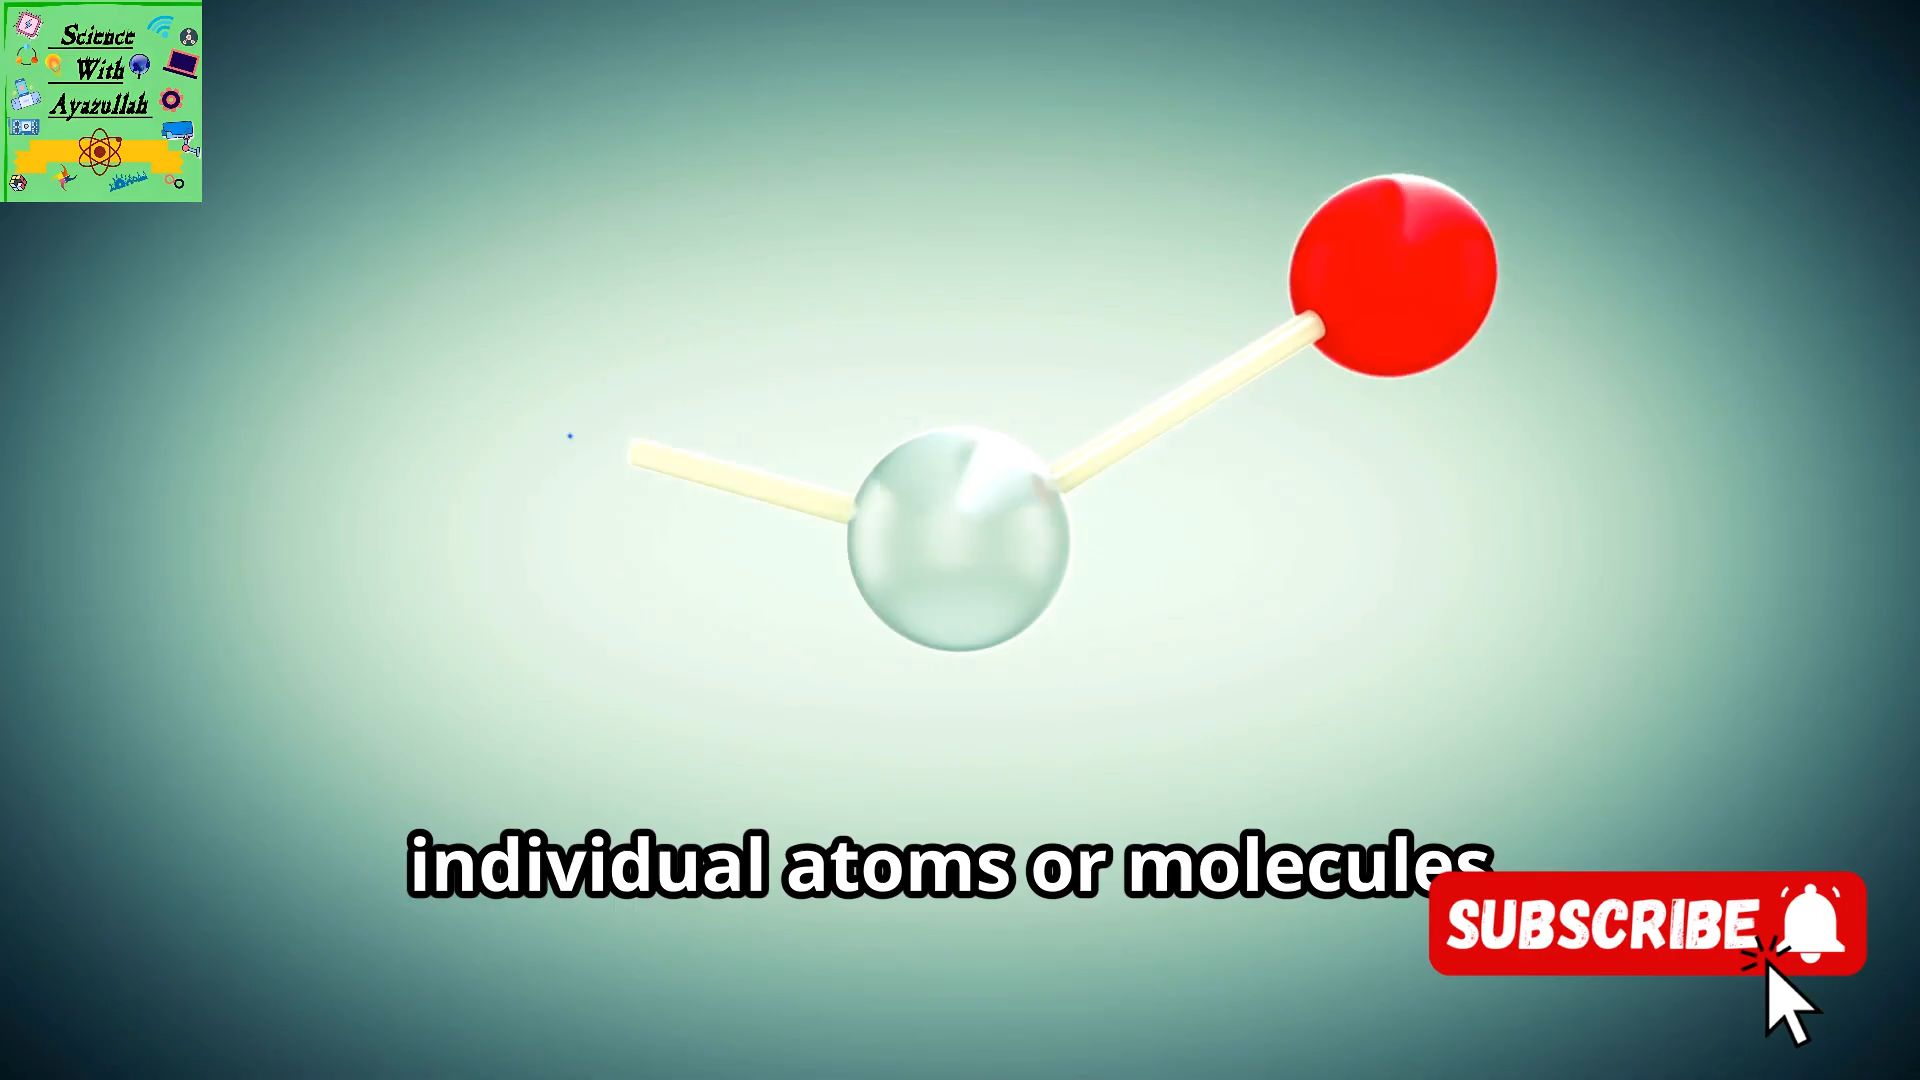 Science
With
Ayazullah
individual atoms or molecules
SUBSCRIBE